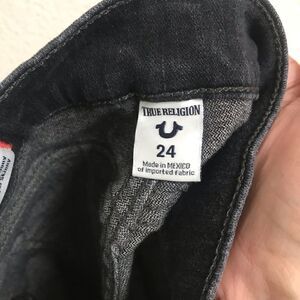 TRUE RELIGION
24
Made in MEXICO
of Imported Fabric